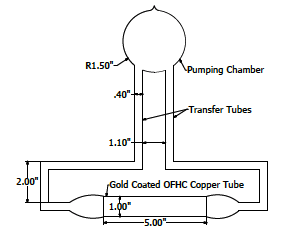 R1.50"
Pumping Chamber
.40"
Transfer Tubes
1.10"
2.00"
Gold Coated OFHC Copper Tube
1.00"
5.00"